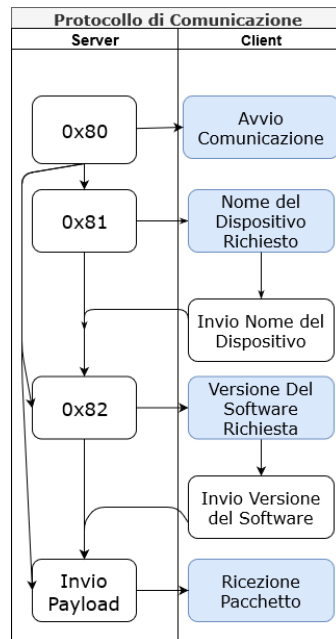 Protocollo di Comunicazione
Server
Client
0x80
Avvio
Comunicazione
0x81
Nome del
Dispositivo
Richiesto
Invio Nome del
Dispositivo
0x82
Versione Del
Software
Richiesta
Invio Versione
del Software
Invio
Payload
Ricezione
Pacchetto